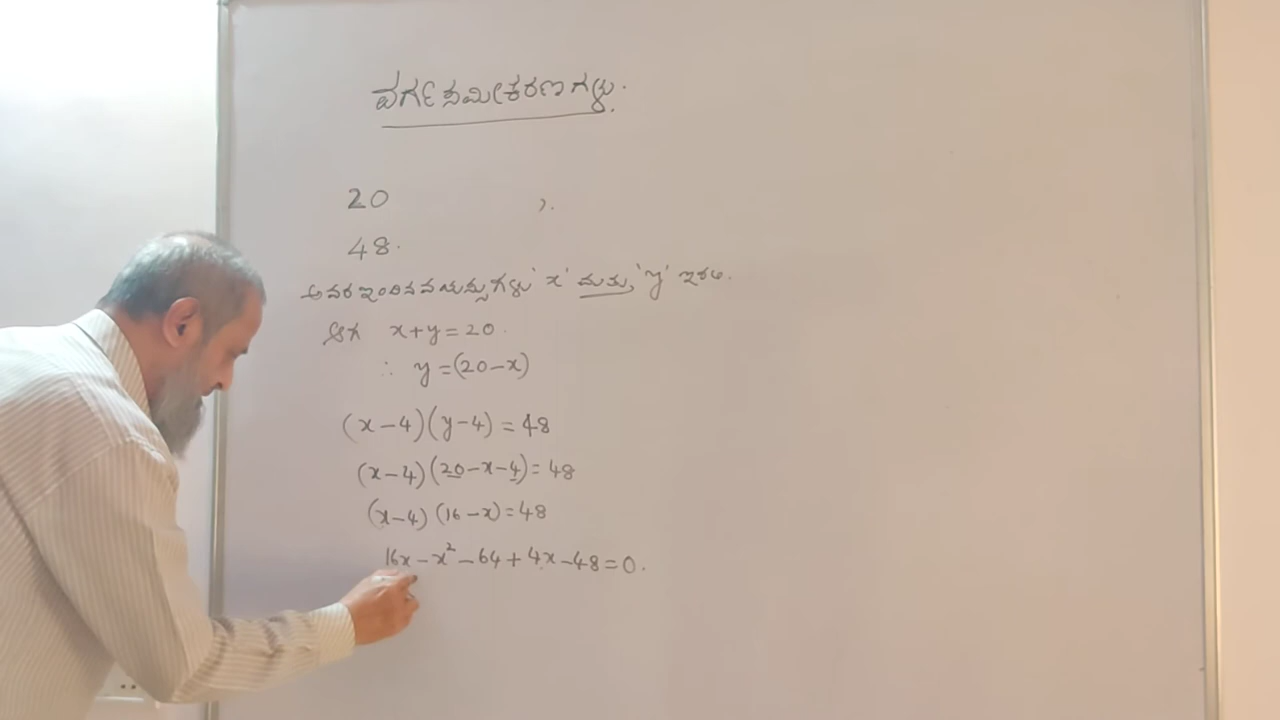 ವರ್ಗಸಮೀಕರಣಗಳು.
20 ,.
48.
ಅವರ ಇಂದಿನ ವಯಸ್ಸುಗಳು 'x' ಮತ್ತು 'y' ಇರಲಿ.
ಆಗ x+y=20.
∴ y=(20-x)
(x-4)(y-4)=48
(x-4)(20-x-4)=48
(x-4)(16-x)=48
16x-x²-64+4x-48=0.